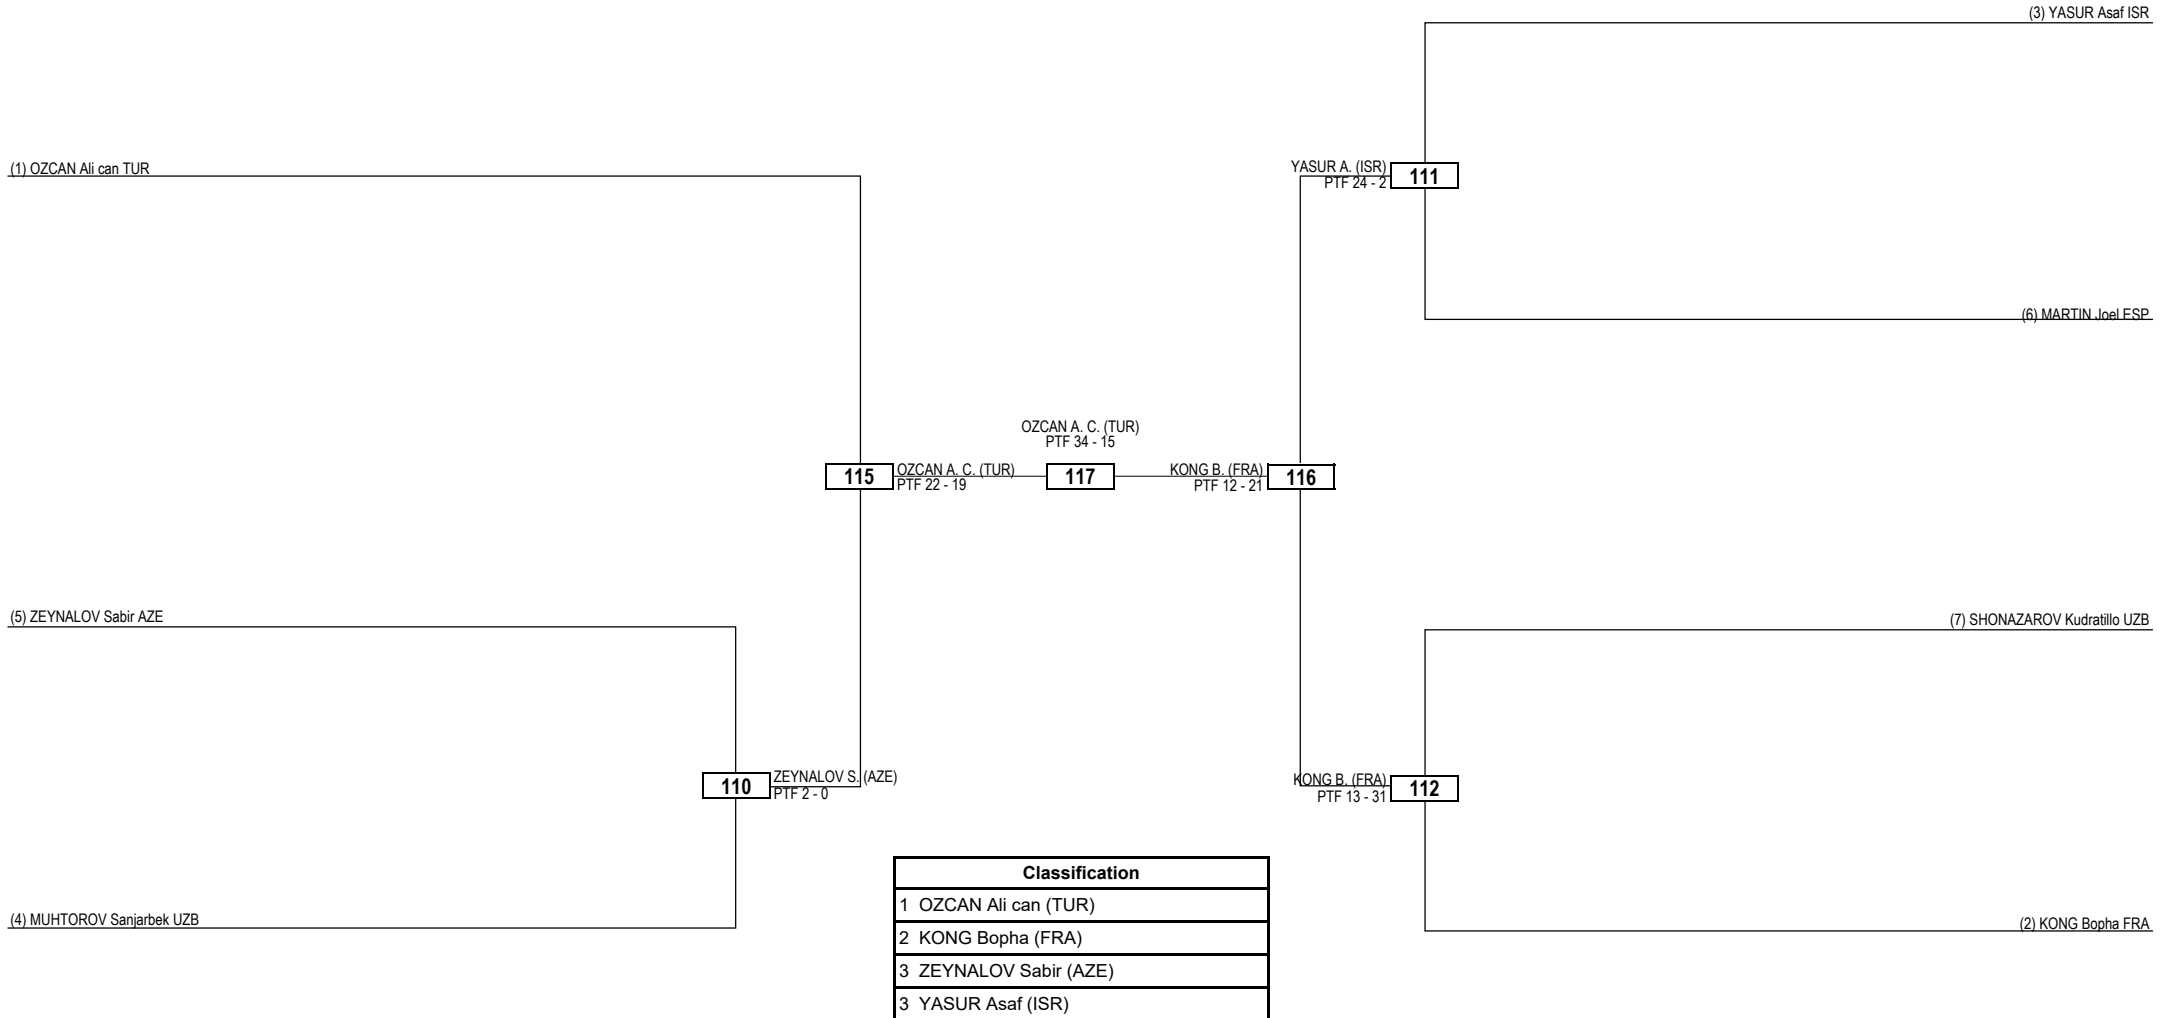 (3) YASUR Asaf ISR
(1) OZCAN Ali can TUR
YASUR A. (ISR)
PTF 24 - 2
111
(6) MARTIN Joel ESP
OZCAN A. C. (TUR)
PTF 34 - 15
115
OZCAN A. C. (TUR)
PTF 22 - 19
117
KONG B. (FRA)
PTF 12 - 21
116
(5) ZEYNALOV Sabir AZE
(7) SHONAZAROV Kudratillo UZB
110
ZEYNALOV S. (AZE)
PTF 2 - 0
KONG B. (FRA)
PTF 13 - 31
112
(4) MUHTOROV Sanjarbek UZB
(2) KONG Bopha FRA
Classification
1 OZCAN Ali can (TUR)
2 KONG Bopha (FRA)
3 ZEYNALOV Sabir (AZE)
3 YASUR Asaf (ISR)